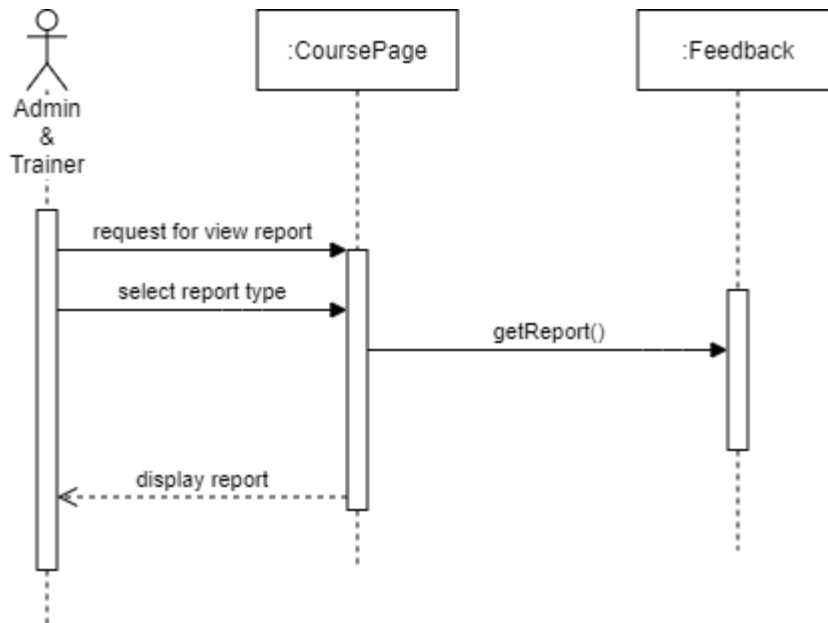 :CoursePage
:Feedback
Admin
&
Trainer
request for view report
select report type
getReport()
display report